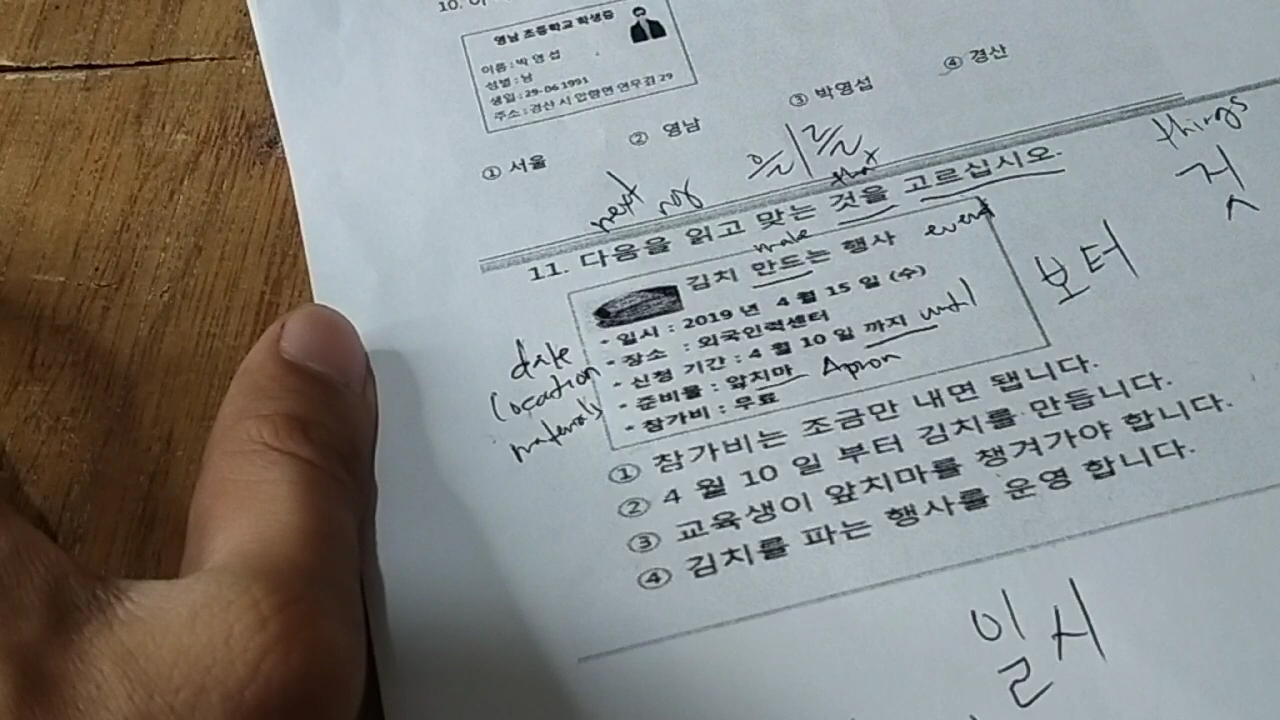 10.
영남 초등학교 학생증
이름 : 박 영 섭
성별 : 남
생일 : 29-06 1991
주소 : 경산 시 압량면 연우길 29
① 서울
② 영남
③ 박영섭
④ 경산
을/를
next
things
것
11. 다음을 읽고 맞는 것을 고르십시오.
make
event
김치 만드는 행사
- 일시 : 2019 년 4 월 15 일 (수)
- 장소 : 외국인력센터
- 신청 기간 : 4 월 10 일 까지 until
- 준비물 : 앞치마 Apron
- 참가비 : 무료
date
location
materials
부터
① 참가비는 조금만 내면 됩니다.
② 4 월 10 일 부터 김치를 만듭니다.
③ 교육생이 앞치마를 챙겨가야 합니다.
④ 김치를 파는 행사를 운영 합니다.
일시